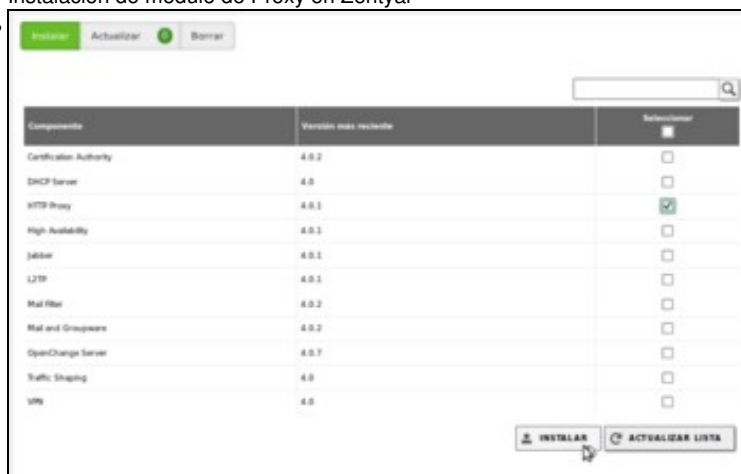 Instalación de módulo de Proxy en Zentyal
Instalar Actualizar 0 Borrar
Componente Versión más reciente Seleccionar
Certification Authority 4.0.2
DHCP Server 4.0
HTTP Proxy 4.0.1
High Availability 4.0.1
Jabber 4.0.1
L2TP 4.0.1
Mail Filter 4.0.2
Mail and Groupware 4.0.2
OpenChange Server 4.0.7
Traffic Shaping 4.0
VPN 4.0
INSTALAR ACTUALIZAR LISTA